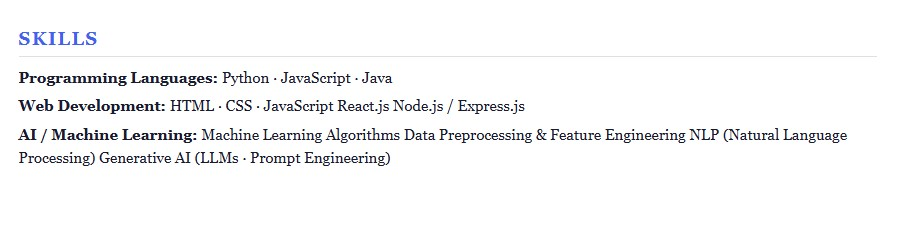 SKILLS
Programming Languages: Python · JavaScript · Java
Web Development: HTML · CSS · JavaScript React.js Node.js / Express.js
AI / Machine Learning: Machine Learning Algorithms Data Preprocessing & Feature Engineering NLP (Natural Language
Processing) Generative AI (LLMs · Prompt Engineering)